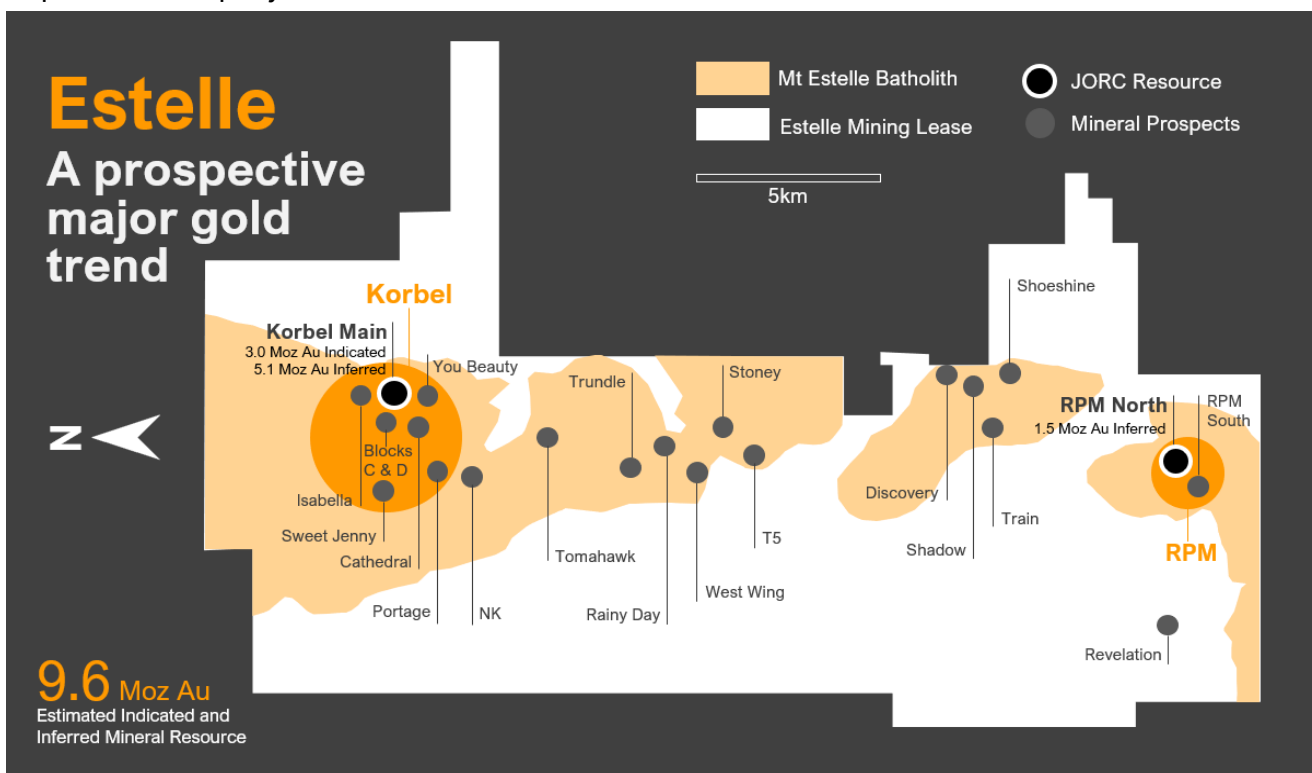 Estelle
A prospective
major gold
trend
Mt Estelle Batholith
Estelle Mining Lease
5km
JORC Resource
Mineral Prospects
N
Korbel
Korbel Main
3.0 Moz Au Indicated
5.1 Moz Au Inferred
You Beauty
Blocks
C & D
Isabella
Sweet Jenny
Cathedral
Portage
NK
Tomahawk
Trundle
Rainy Day
Stoney
West Wing
T5
Shoeshine
Discovery
Shadow
Train
RPM North
1.5 Moz Au Inferred
RPM
South
RPM
Revelation
9.6 Moz Au
Estimated Indicated and
Inferred Mineral Resource